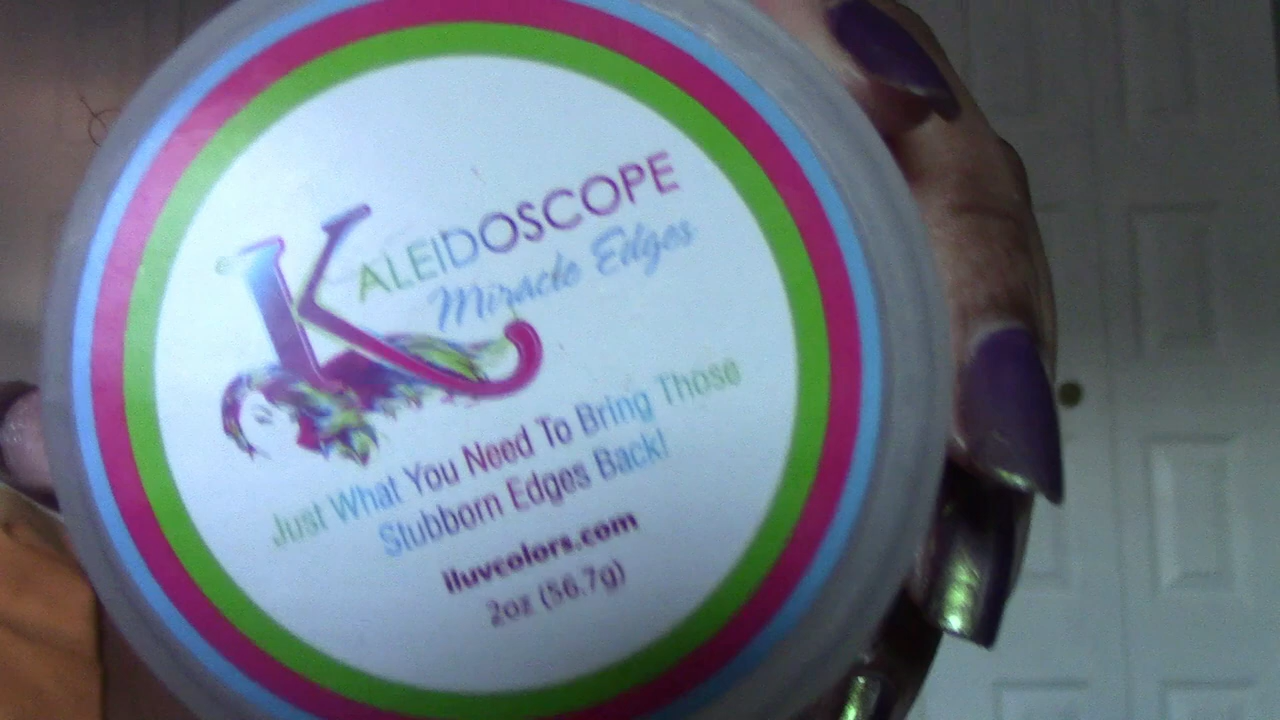 KALEIDOSCOPE
Miracle Edges
Just What You Need To Bring Those
Stubborn Edges Back!
iluvcolors.com
2oz (56.7g)